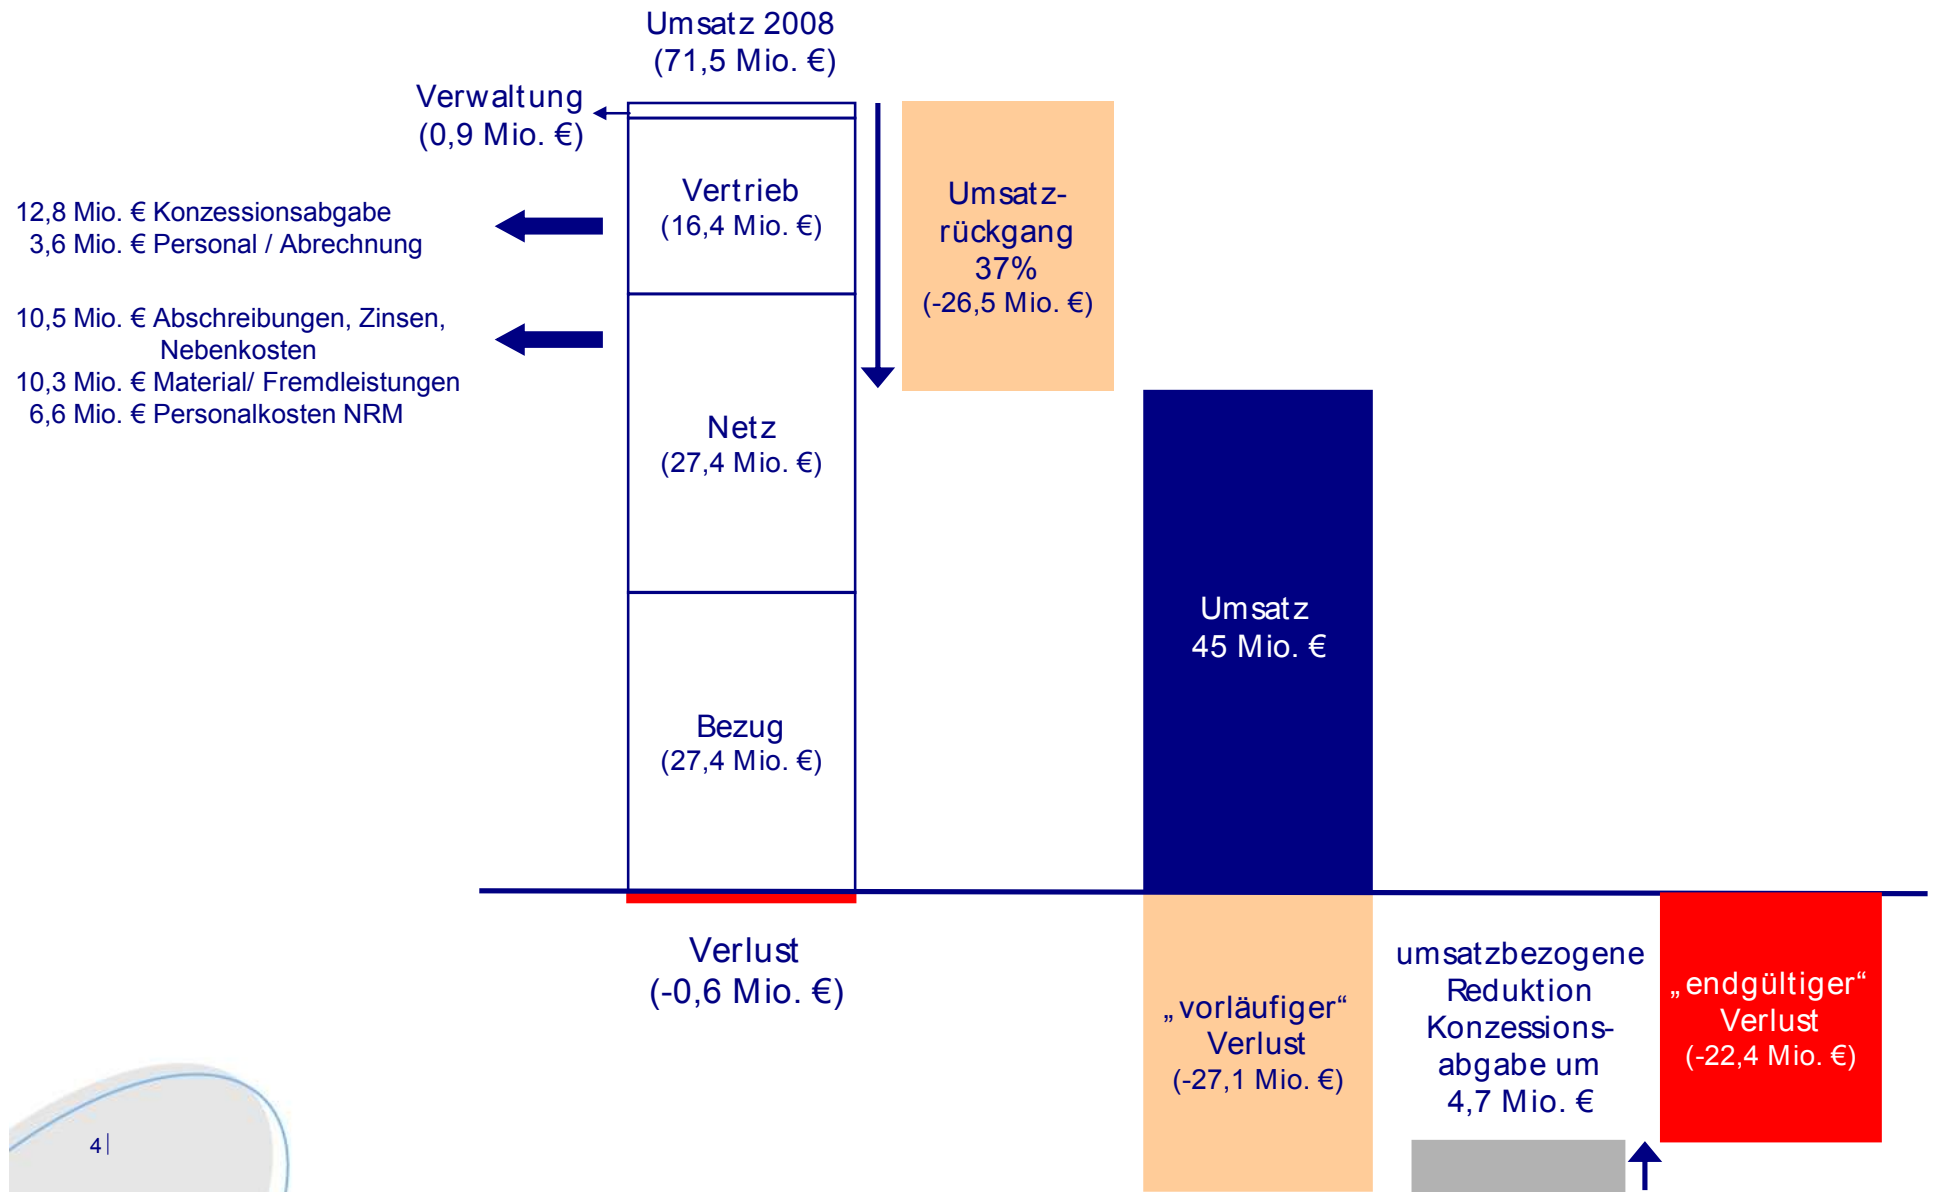 Umsatz 2008
(71,5 Mio. €)
Verwaltung
(0,9 Mio. €)
Vertrieb
(16,4 Mio. €)
12,8 Mio. € Konzessionsabgabe
3,6 Mio. € Personal / Abrechnung
Umsatz-
rückgang
37%
(-26,5 Mio. €)
10,5 Mio. € Abschreibungen, Zinsen,
Nebenkosten
10,3 Mio. € Material/ Fremdleistungen
6,6 Mio. € Personalkosten NRM
Netz
(27,4 Mio. €)
Umsatz
45 Mio. €
Bezug
(27,4 Mio. €)
Verlust
(-0,6 Mio. €)
„vorläufiger“
Verlust
(-27,1 Mio. €)
umsatzbezogene
Reduktion
Konzessions-
abgabe um
4,7 Mio. €
„endgültiger“
Verlust
(-22,4 Mio. €)
4|